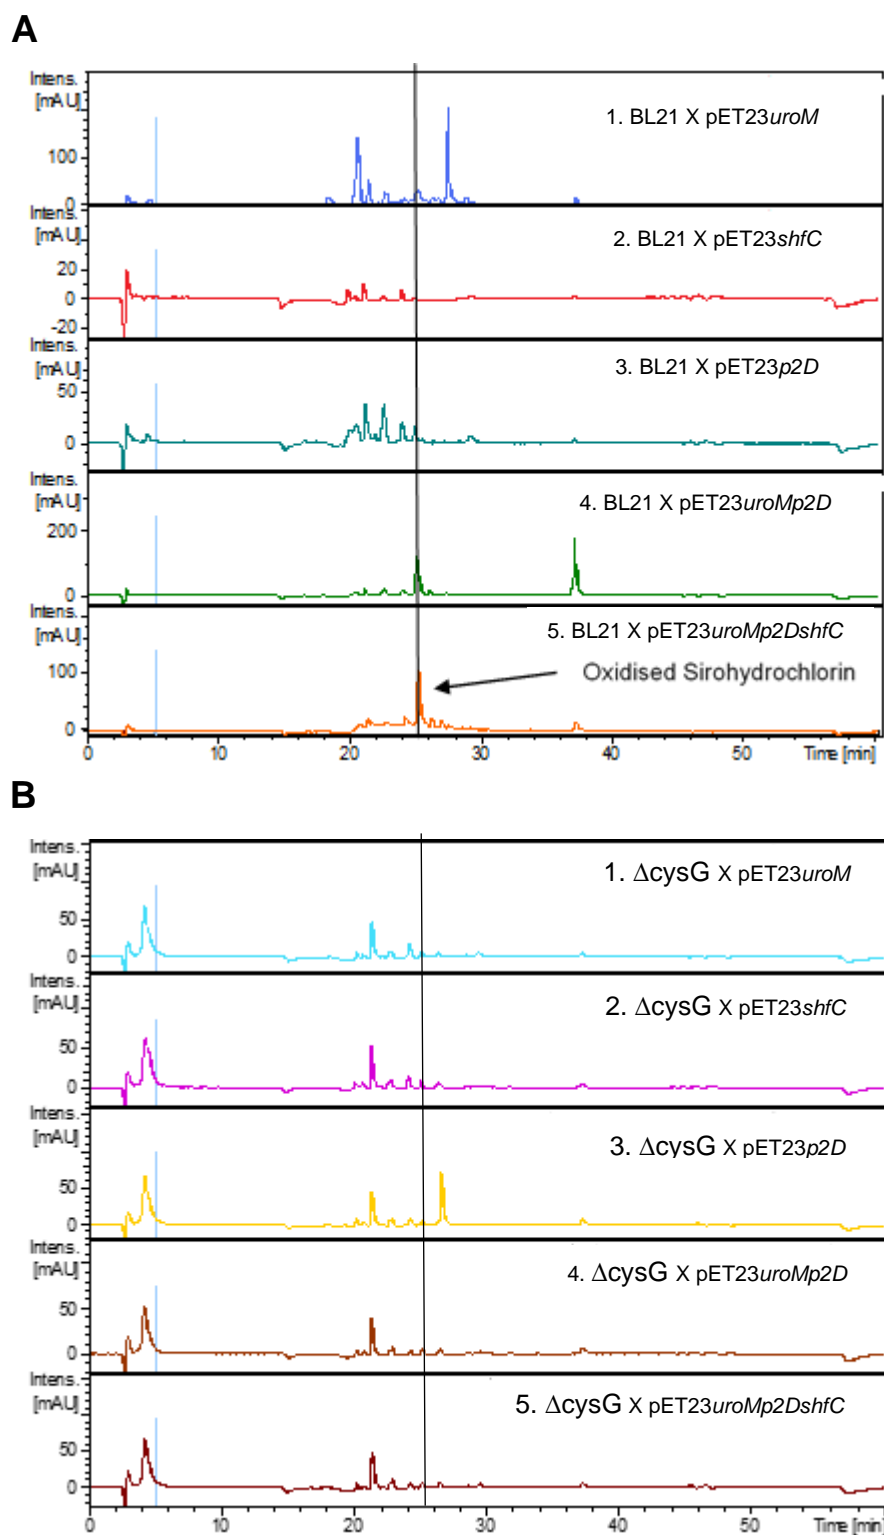 A
Intens.
[mAU]
1. BL21 X pET23uroM
100
0
Intens.
[mAU]
2. BL21 X pET23shfC
20
0
-20
Intens.
[mAU]
3. BL21 X pET23p2D
50
0
Intens.
[mAU]
4. BL21 X pET23uroMp2D
200
0
Intens.
[mAU]
5. BL21 X pET23uroMp2DshfC
Oxidised Sirohydrochlorin
100
0
0 10 20 30 40 50 Time [min]
B
Intens.
[mAU]
1. ΔcysG X pET23uroM
50
0
Intens.
[mAU]
2. ΔcysG X pET23shfC
50
0
Intens.
[mAU]
3. ΔcysG X pET23p2D
50
0
Intens.
[mAU]
4. ΔcysG X pET23uroMp2D
50
0
Intens.
[mAU]
5. ΔcysG X pET23uroMp2DshfC
50
0
0 10 20 30 40 50 Time [min]